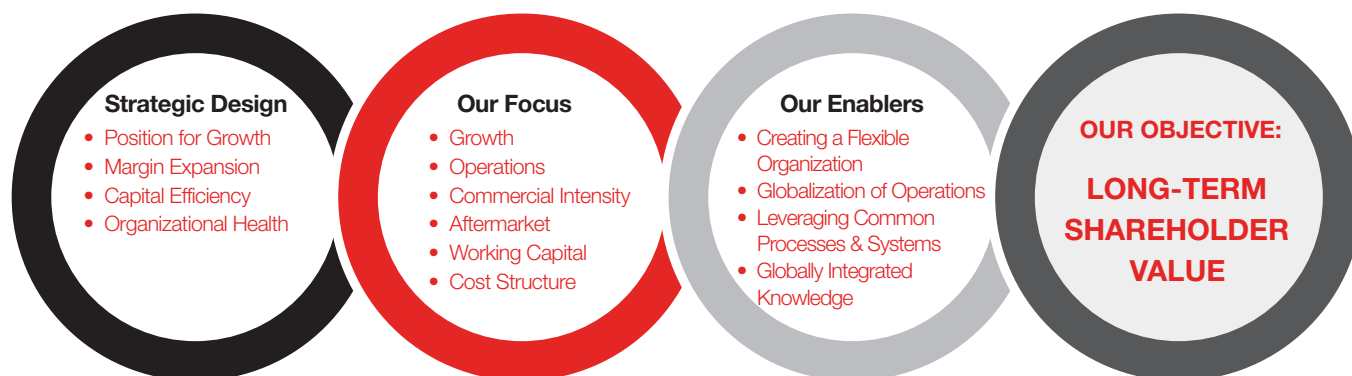 Strategic Design
• Position for Growth
• Margin Expansion
• Capital Efficiency
• Organizational Health
Our Focus
• Growth
• Operations
• Commercial Intensity
• Aftermarket
• Working Capital
• Cost Structure
Our Enablers
• Creating a Flexible
Organization
• Globalization of Operations
• Leveraging Common
Processes & Systems
• Globally Integrated
Knowledge
OUR OBJECTIVE:
LONG-TERM
SHAREHOLDER
VALUE